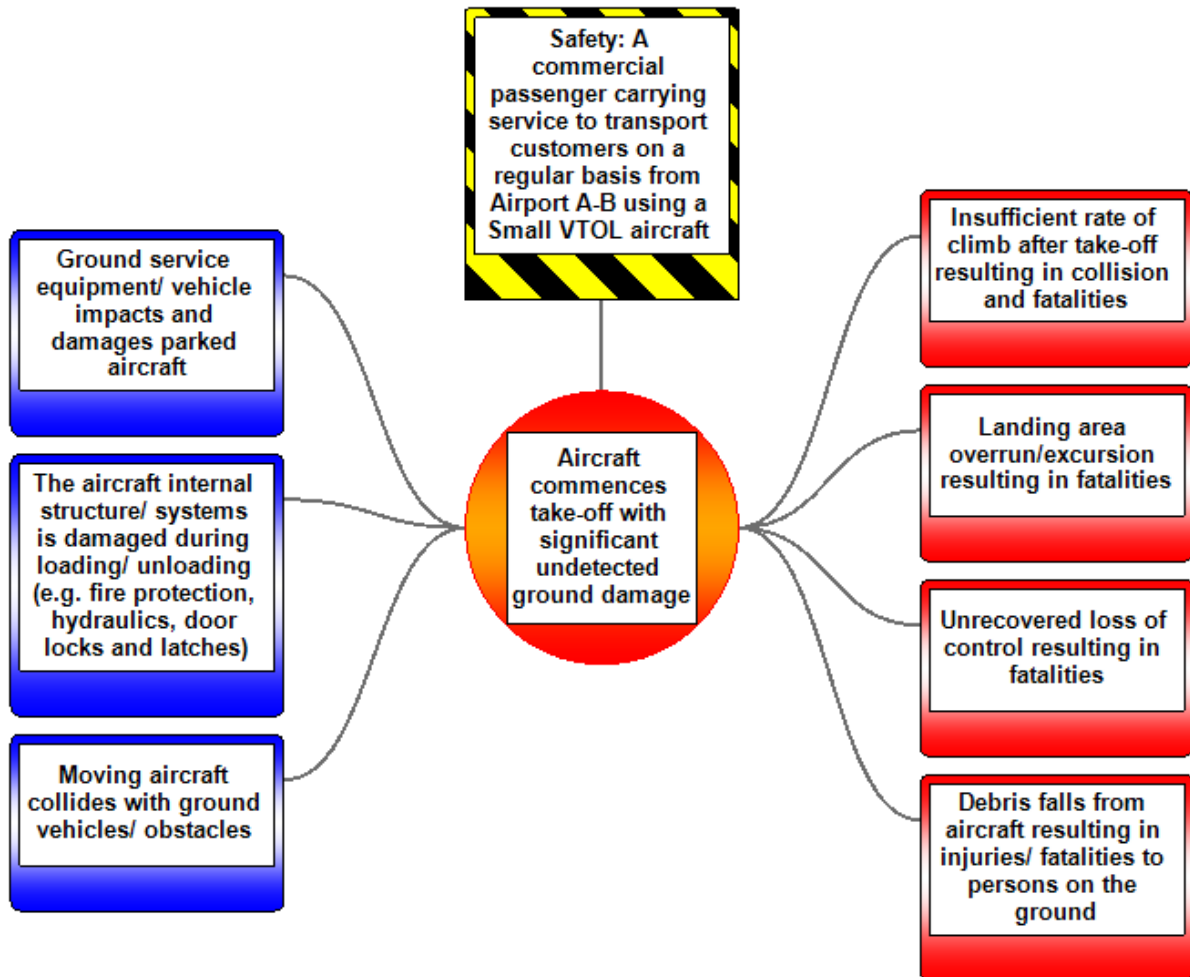 Safety: A
commercial
passenger carrying
service to transport
customers on a
regular basis from
Airport A-B using a
Small VTOL aircraft
Ground service
equipment/ vehicle
impacts and
damages parked
aircraft
The aircraft internal
structure/ systems
is damaged during
loading/ unloading
(e.g. fire protection,
hydraulics, door
locks and latches)
Moving aircraft
collides with ground
vehicles/ obstacles
Aircraft
commences
take-off with
significant
undetected
ground damage
Insufficient rate of
climb after take-off
resulting in collision
and fatalities
Landing area
overrun/excursion
resulting in fatalities
Unrecovered loss of
control resulting in
fatalities
Debris falls from
aircraft resulting in
injuries/ fatalities to
persons on the
ground